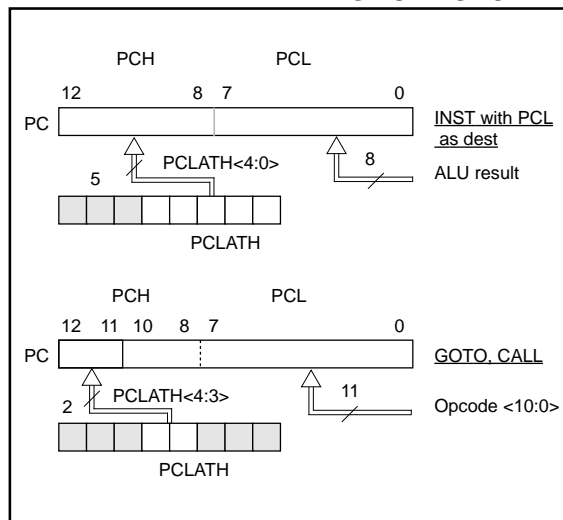 PCH PCL
12 8 7 0
PC
INST with PCL
as dest
8
PCLATH<4:0>
5
ALU result
PCLATH
PCH PCL
12 11 10 8 7 0
PC
GOTO, CALL
PCLATH<4:3>
11
2
Opcode <10:0>
PCLATH